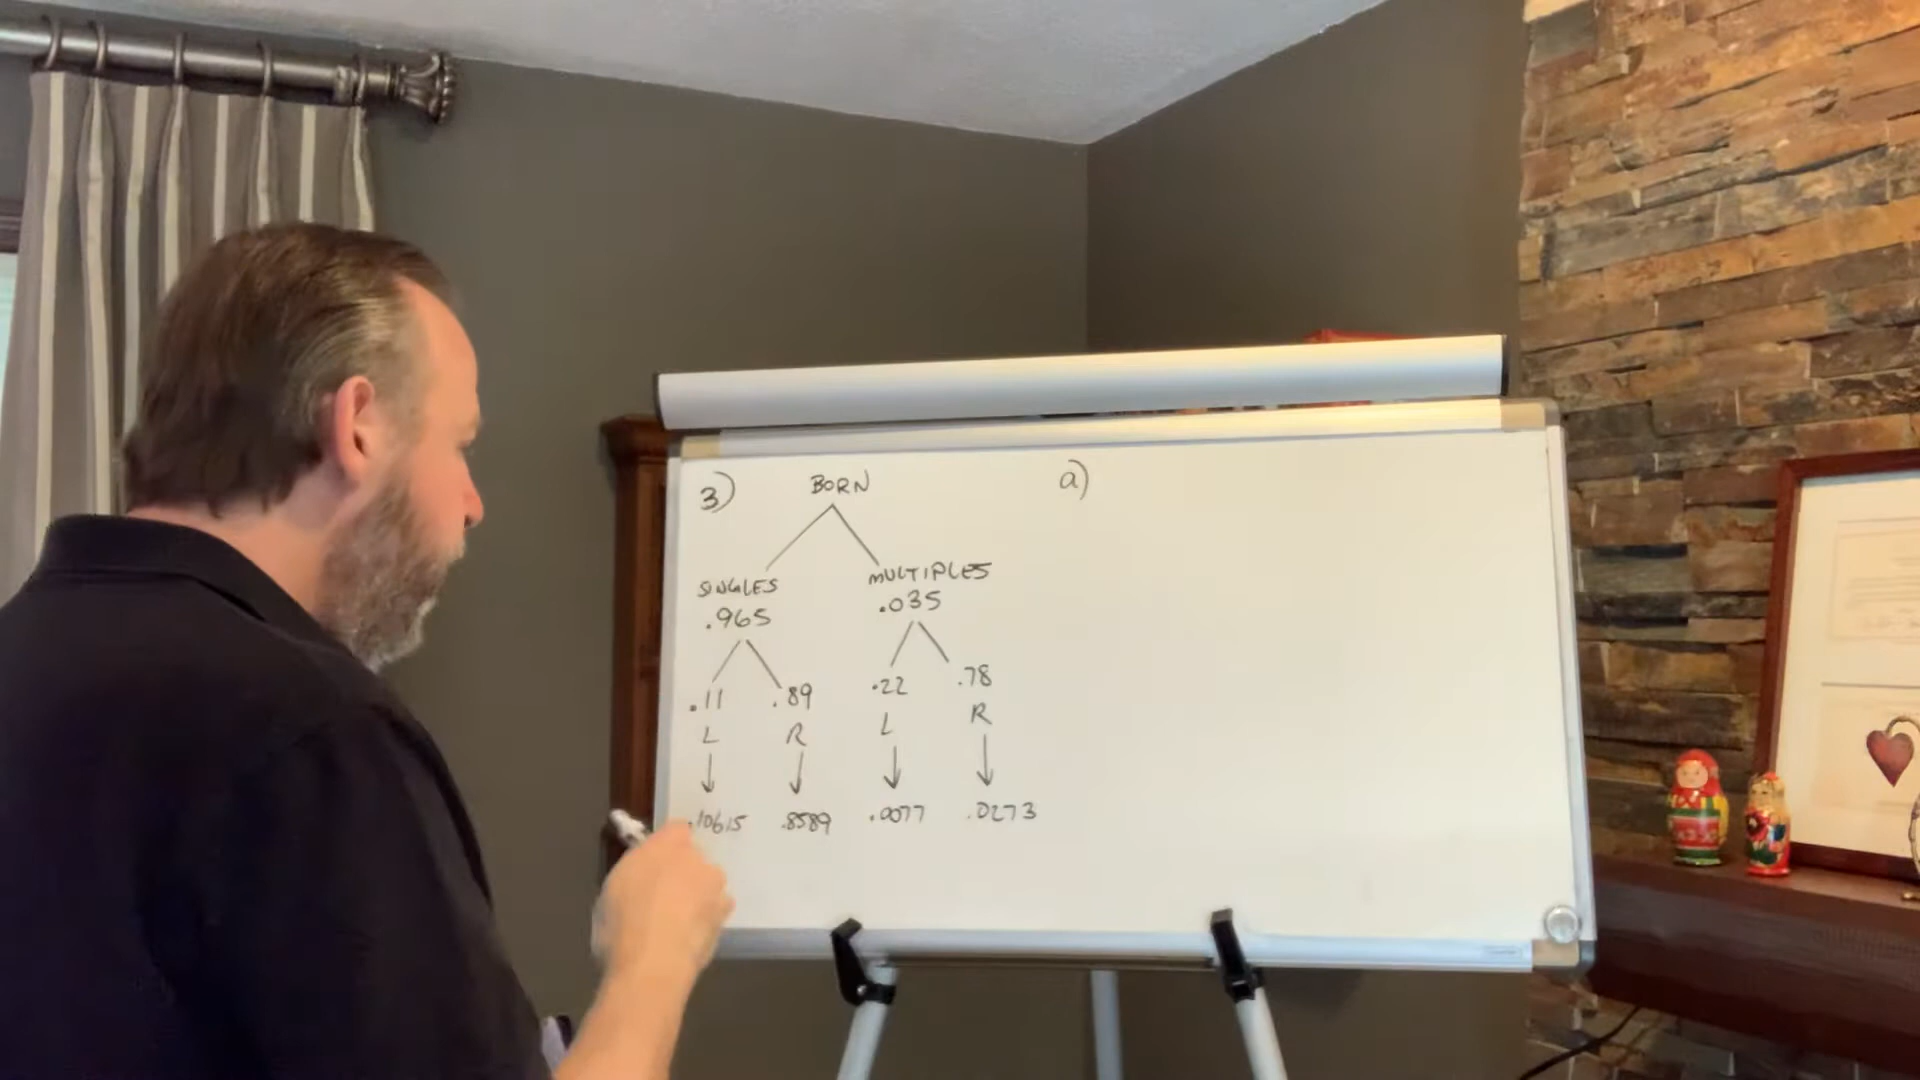 3) BORN a)
SINGLES MULTIPLES
.965 .035
.11 .89 .22 .78
L R L R
.10615 .8589 .0077 .0273